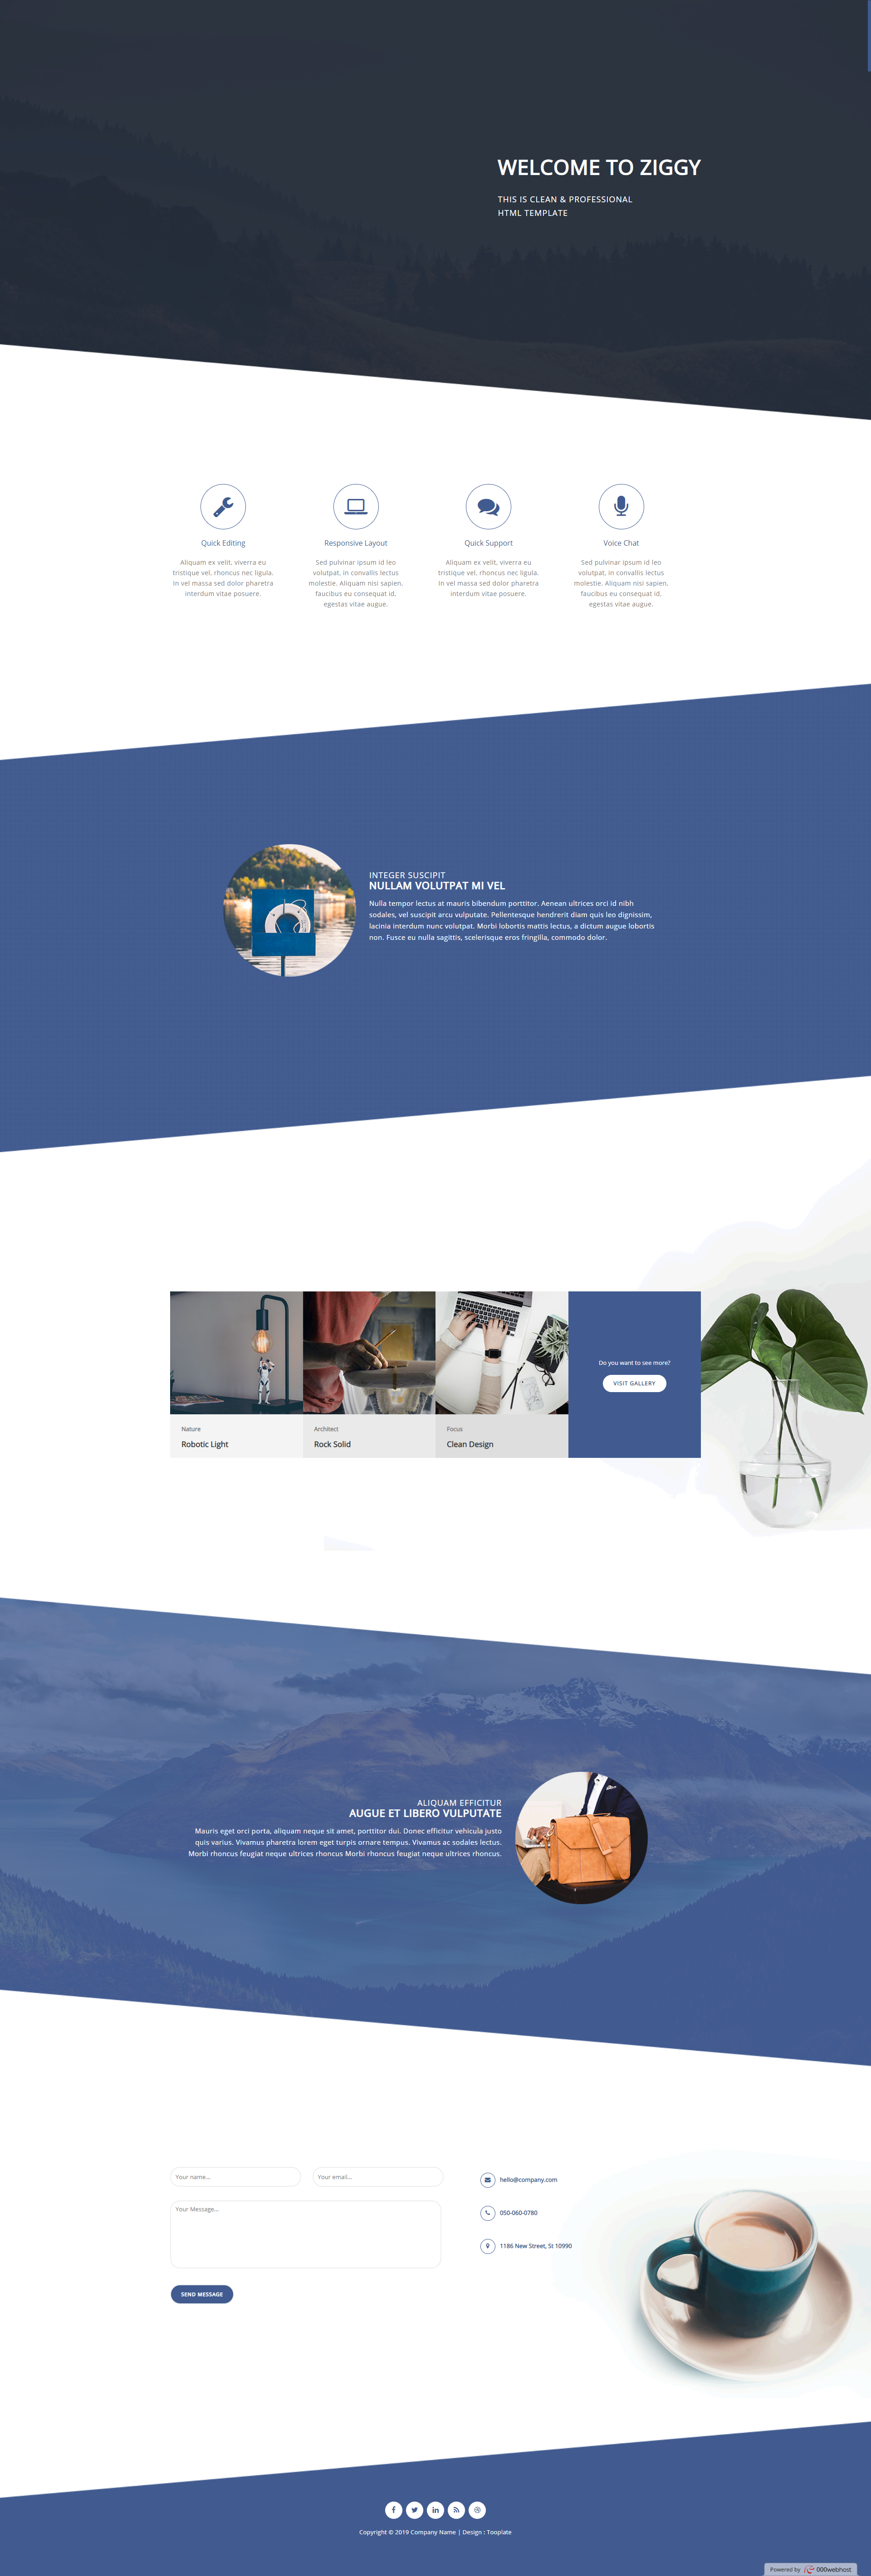 WELCOME TO ZIGGY
THIS IS CLEAN & PROFESSIONAL
HTML TEMPLATE
Quick Editing
Aliquam ex velit, viverra eu
tristique vel, rhoncus nec ligula.
In vel massa sed dolor pharetra
interdum vitae posuere.
Responsive Layout
Sed pulvinar ipsum id leo
volutpat, in convallis lectus
molestie. Aliquam nisi sapien,
faucibus eu consequat id,
egestas vitae augue.
Quick Support
Aliquam ex velit, viverra eu
tristique vel, rhoncus nec ligula.
In vel massa sed dolor pharetra
interdum vitae posuere.
Voice Chat
Sed pulvinar ipsum id leo
volutpat, in convallis lectus
molestie. Aliquam nisi sapien,
faucibus eu consequat id,
egestas vitae augue.
INTEGER SUSCIPIT
NULLAM VOLUTPAT MI VEL
Nulla tempor lectus at mauris bibendum porttitor. Aenean ultrices orci id nibh
sodales, vel suscipit arcu vulputate. Pellentesque hendrerit diam quis leo dignissim,
lacinia interdum nunc volutpat. Morbi lobortis mattis lectus, a dictum augue lobortis
non. Fusce eu nulla sagittis, scelerisque eros fringilla, commodo dolor.
Nature
Robotic Light
Architect
Rock Solid
Focus
Clean Design
Do you want to see more?
VISIT GALLERY
ALIQUAM EFFICITUR
AUGUE ET LIBERO VULPUTATE
Mauris eget orci porta, aliquam neque sit amet, porttitor dui. Donec efficitur vehicula justo
quis varius. Vivamus pharetra lorem eget turpis ornare tempus. Vivamus ac sodales lectus.
Morbi rhoncus feugiat neque ultrices rhoncus Morbi rhoncus feugiat neque ultrices rhoncus.
Your name...
Your email...
Your Message...
SEND MESSAGE
hello@company.com
050-060-0780
1186 New Street, St 10990
Copyright © 2019 Company Name | Design : Tooplate
Powered by 000webhost